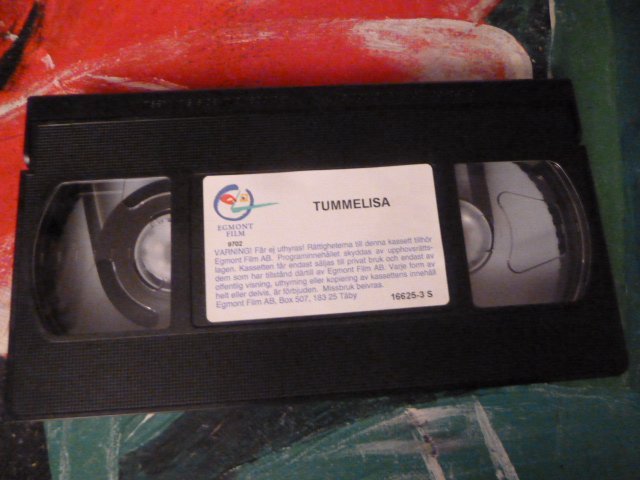 TUMMELISA
EGMONT
FILM
9702
VARNING! Får ej uthyras! Rättigheterna till denna kassett tillhör
Egmont Film AB. Programinnehållet skyddas av upphovsrätts-
lagen. Kassetten får endast säljas till privat bruk och endast av
dem som har tillstånd därtill av Egmont Film AB. Varje form av
offentlig visning, uthyrning eller kopiering av kassettens innehåll
helt eller delvis, är förbjuden. Missbruk beivras.
Egmont Film AB, Box 507, 183 25 Täby
16625-3 S